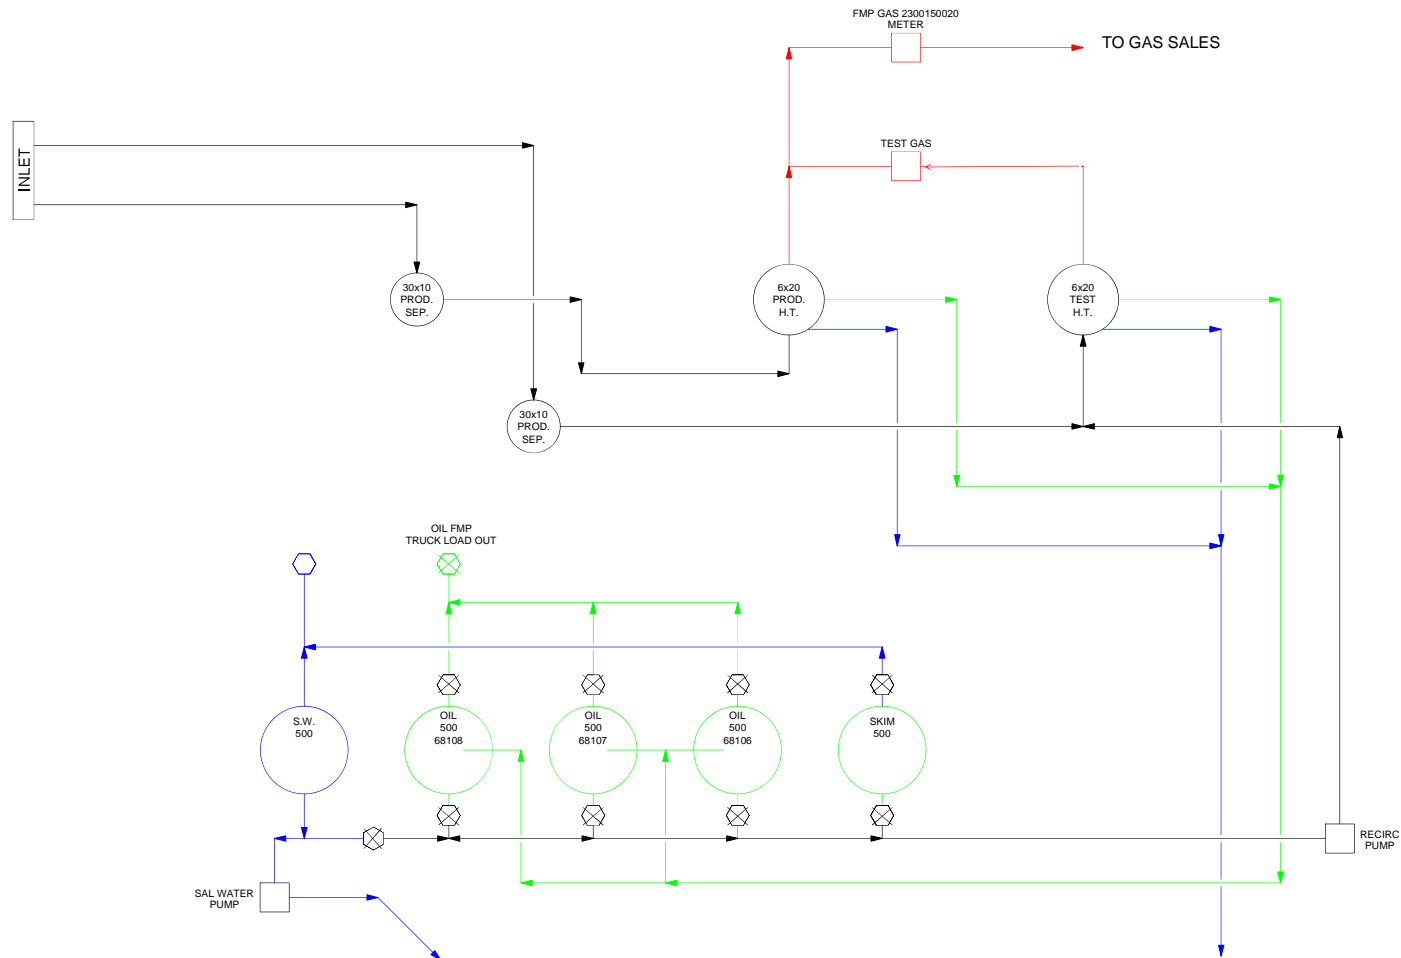 FMP GAS 2300150020
METER
TO GAS SALES
TEST GAS
INLET
30x10
PROD.
SEP.
6x20
PROD.
H.T.
6x20
TEST
H.T.
30x10
PROD.
SEP.
OIL FMP
TRUCK LOAD OUT
S.W.
500
OIL
500
68108
OIL
500
68107
OIL
500
68106
SKIM
500
RECIRC
PUMP
SAL WATER
PUMP